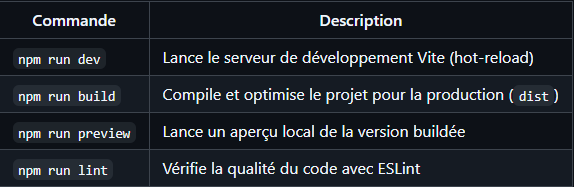 Commande Description
npm run dev Lance le serveur de développement Vite (hot-reload)
npm run build Compile et optimise le projet pour la production ( dist )
npm run preview Lance un aperçu local de la version buildée
npm run lint Vérifie la qualité du code avec ESLint